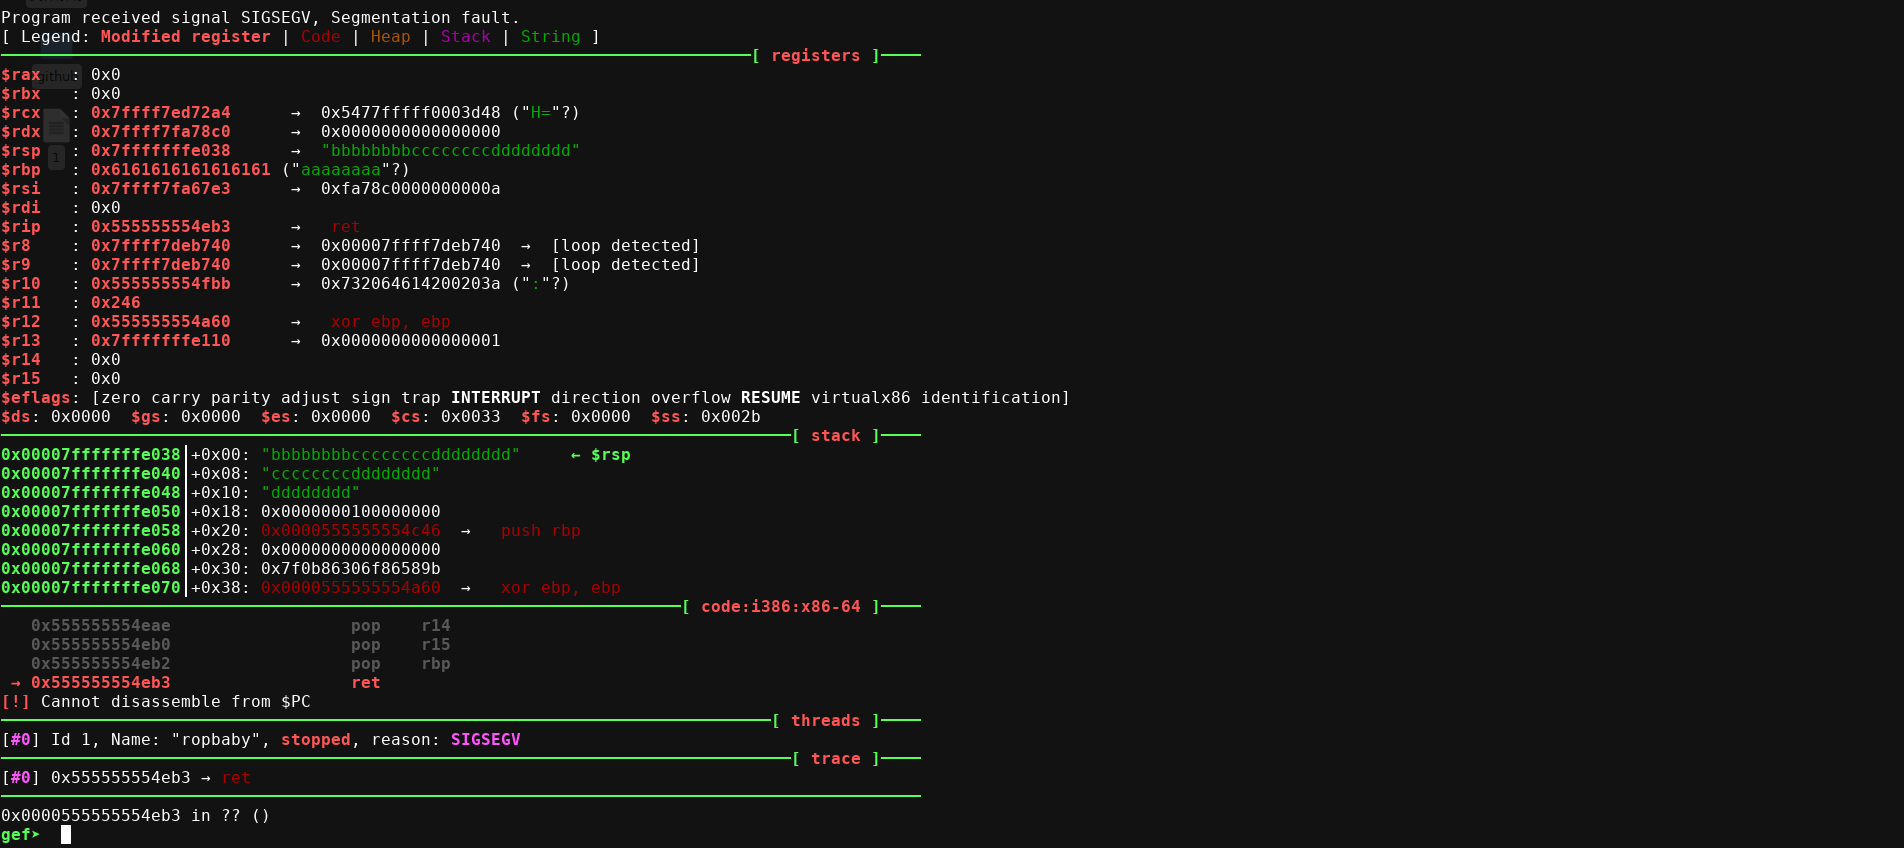 Program received signal SIGSEGV, Segmentation fault.
[ Legend: Modified register | Code | Heap | Stack | String ]
[ registers ]
$rax   : 0x0
github
$rbx   : 0x0
$rcx   : 0x7ffff7ed72a4      →  0x5477fffff0003d48 ("H="?)
$rdx   : 0x7ffff7fa78c0      →  0x0000000000000000
$rsp   : 0x7fffffffe038      →  "bbbbbbbbccccccccdddddddd"
1
$rbp   : 0x6161616161616161 ("aaaaaaaa"?)
$rsi   : 0x7ffff7fa67e3      →  0xfa78c0000000000a
$rdi   : 0x0
$rip   : 0x555555554eb3      →   ret
$r8    : 0x7ffff7deb740      →  0x00007ffff7deb740  →  [loop detected]
$r9    : 0x7ffff7deb740      →  0x00007ffff7deb740  →  [loop detected]
$r10   : 0x555555554fbb      →  0x732064614200203a (":"?)
$r11   : 0x246
$r12   : 0x555555554a60      →   xor ebp, ebp
$r13   : 0x7fffffffe110      →  0x0000000000000001
$r14   : 0x0
$r15   : 0x0
$eflags: [zero carry parity adjust sign trap INTERRUPT direction overflow RESUME virtualx86 identification]
$ds: 0x0000  $gs: 0x0000  $es: 0x0000  $cs: 0x0033  $fs: 0x0000  $ss: 0x002b
[ stack ]
0x00007fffffffe038│+0x00: "bbbbbbbbccccccccdddddddd"     ← $rsp
0x00007fffffffe040│+0x08: "ccccccccdddddddd"
0x00007fffffffe048│+0x10: "dddddddd"
0x00007fffffffe050│+0x18: 0x0000000100000000
0x00007fffffffe058│+0x20: 0x0000555555554c46  →   push rbp
0x00007fffffffe060│+0x28: 0x0000000000000000
0x00007fffffffe068│+0x30: 0x7f0b86306f86589b
0x00007fffffffe070│+0x38: 0x0000555555554a60  →   xor ebp, ebp
[ code:i386:x86-64 ]
0x555555554eae                  pop    r14
0x555555554eb0                  pop    r15
0x555555554eb2                  pop    rbp
→ 0x555555554eb3                  ret
[!] Cannot disassemble from $PC
[ threads ]
[#0] Id 1, Name: "ropbaby", stopped, reason: SIGSEGV
[ trace ]
[#0] 0x555555554eb3 → ret
0x0000555555554eb3 in ?? ()
gef➤